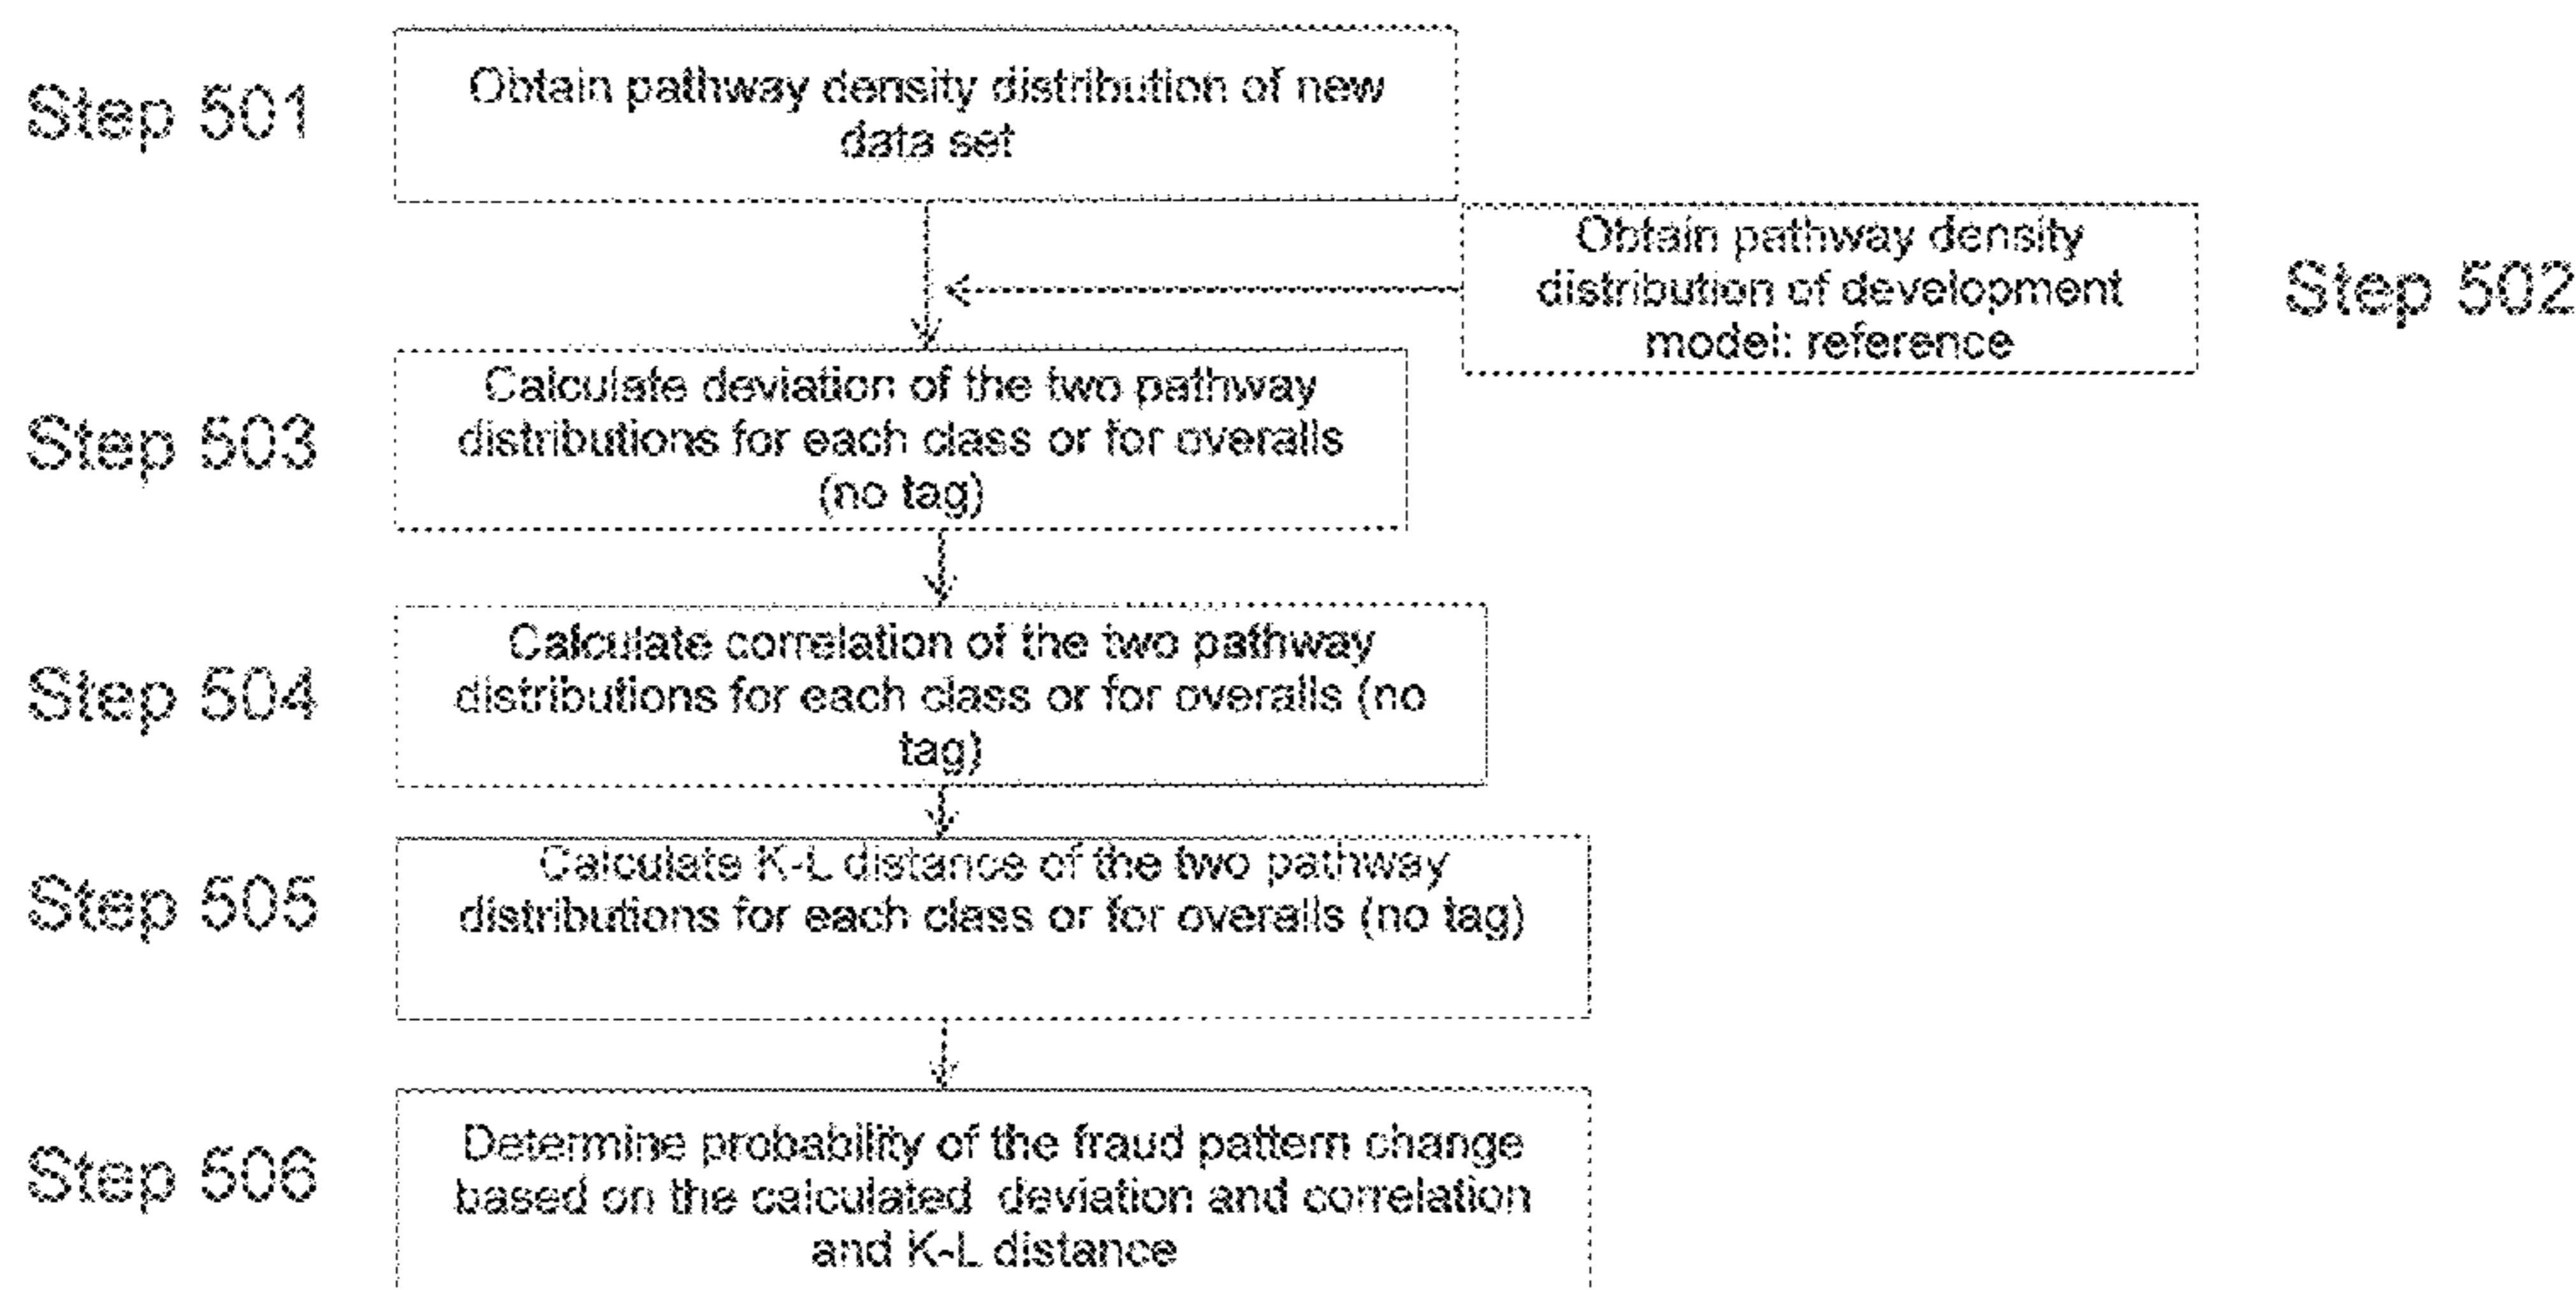 Step 501
Obtain pathway density distribution of new
data set
Obtain pathway density
distribution of development
model: reference
Step 502
Step 503
Calculate deviation of the two pathway
distributions for each class or for overalls
(no tag)
Step 504
Calculate correlation of the two pathway
distributions for each class or for overalls (no
tag)
Step 505
Calculate K-L distance of the two pathway
distributions for each class or for overalls (no tag)
Step 506
Determine probability of the fraud pattern change
based on the calculated deviation and correlation
and K-L distance